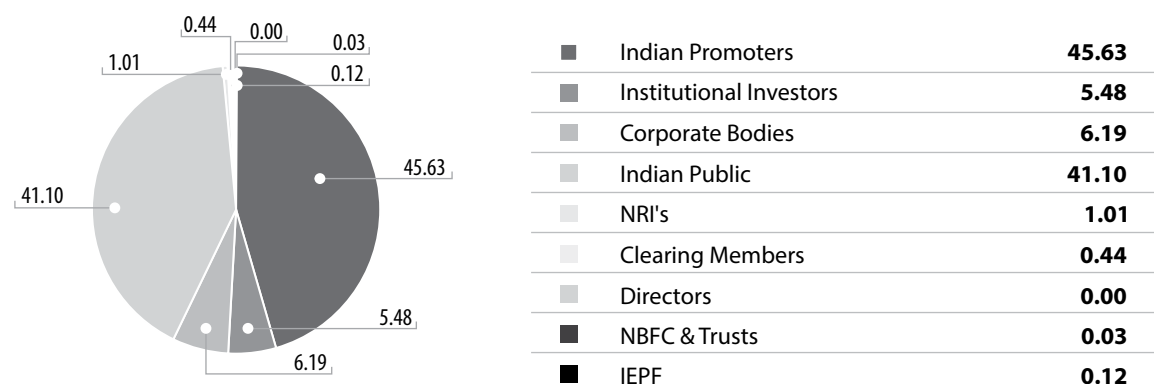 0.44
0.00
0.03
1.01
0.12
45.63
41.10
5.48
6.19
Indian Promoters 45.63
Institutional Investors 5.48
Corporate Bodies 6.19
Indian Public 41.10
NRI's 1.01
Clearing Members 0.44
Directors 0.00
NBFC & Trusts 0.03
IEPF 0.12